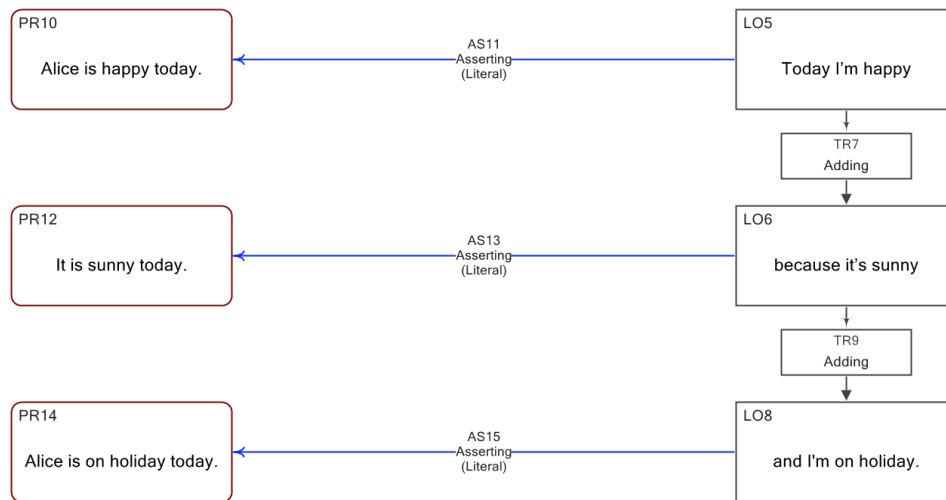 PR10
Alice is happy today.
AS11
Asserting
(Literal)
LO5
Today I’m happy
TR7
Adding
PR12
It is sunny today.
AS13
Asserting
(Literal)
LO6
because it’s sunny
TR9
Adding
PR14
Alice is on holiday today.
AS15
Asserting
(Literal)
LO8
and I'm on holiday.